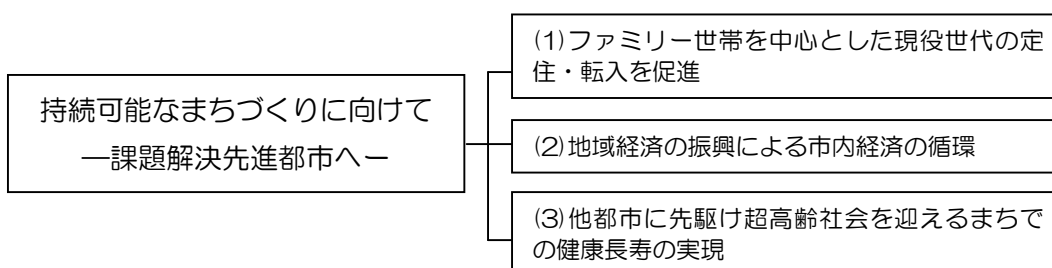 持続可能なまちづくりに向けて
―課題解決先進都市へー
(1)ファミリー世帯を中心とした現役世代の定
住・転入を促進
(2)地域経済の振興による市内経済の循環
(3)他都市に先駆け超高齢社会を迎えるまちで
の健康長寿の実現